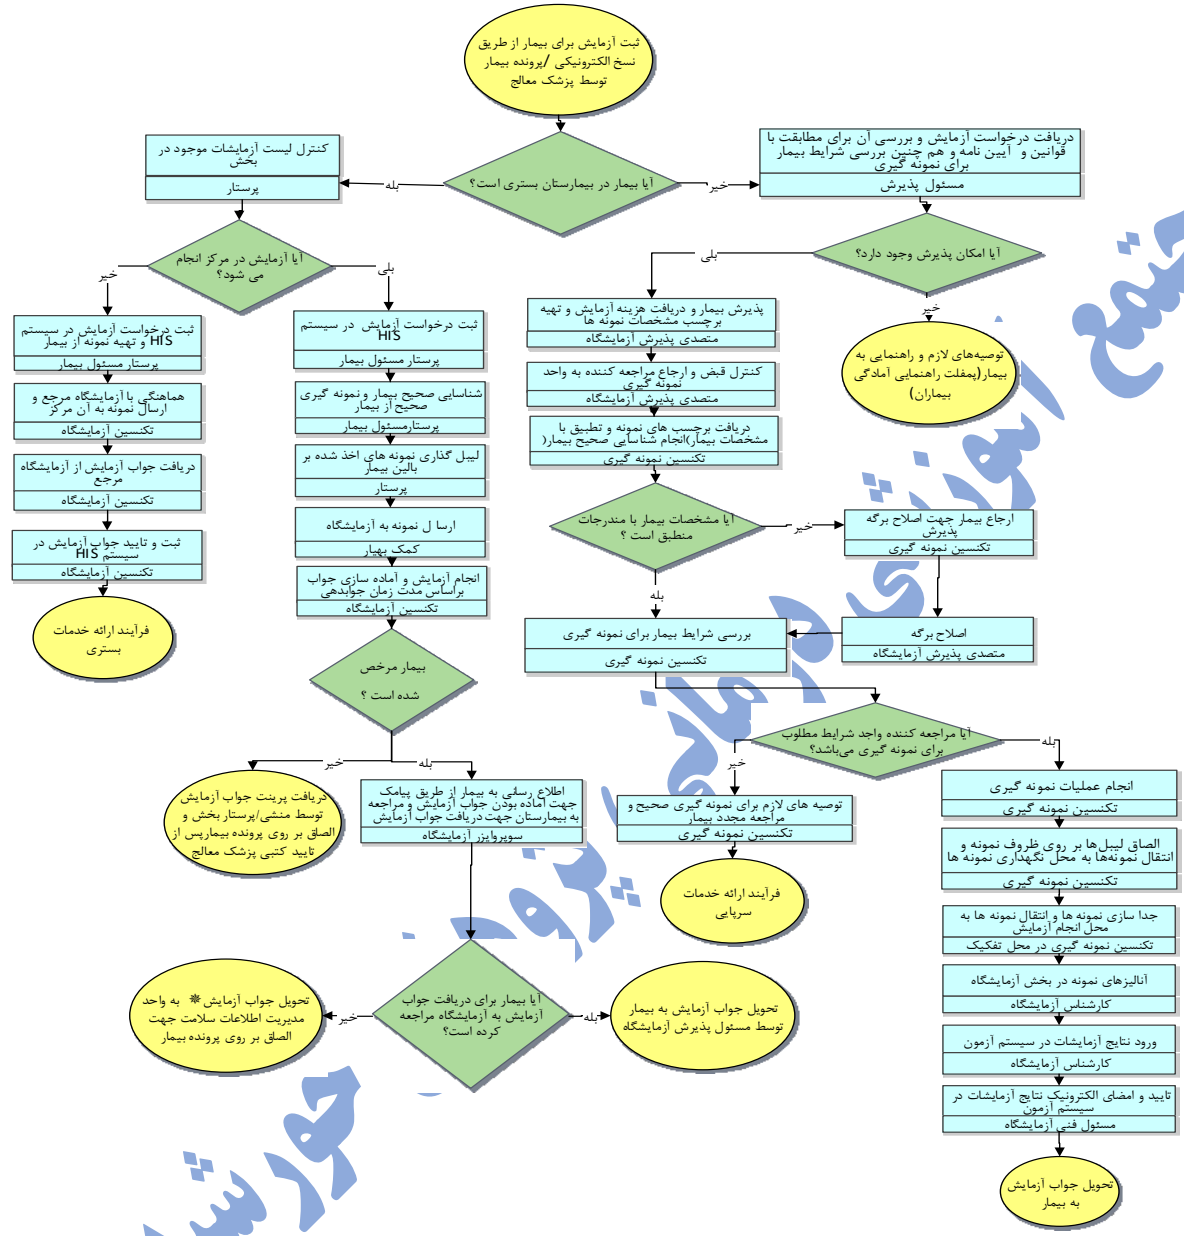 ثبت آزمایش برای بیمار از طریق
نسخ الکترونیکی /پرونده بیمار
توسط پزشک معالج
آیا بیمار در بیمارستان بستری است؟
بله
خیر
کنترل لیست آزمایشات موجود در
بخش
پرستار
دریافت درخواست آزمایش و بررسی آن برای مطابقت با
قوانین و آیین نامه و هم چنین بررسی شرایط بیمار
برای نمونه گیری
مسئول پذیرش
آیا آزمایش در مرکز انجام
می شود؟
خیر
بلی
آیا امکان پذیرش وجود دارد؟
بلی
خیر
ثبت درخواست آزمایش در سیستم
HIS و تهیه نمونه از بیمار
پرستار مسئول بیمار
هماهنگی با آزمایشگاه مرجع و
ارسال نمونه به آن مرکز
تکنسین آزمایشگاه
دریافت جواب آزمایش از آزمایشگاه
مرجع
تکنسین آزمایشگاه
ثبت و تایید جواب آزمایش در
سیستم HIS
تکنسین آزمایشگاه
فرآیند ارائه خدمات
بستری
ثبت درخواست آزمایش در سیستم
HIS
پرستار مسئول بیمار
شناسایی صحیح بیمار و نمونه گیری
صحیح از بیمار
پرستارمسئول بیمار
لیبل گذاری نمونه های اخذ شده بر
بالین بیمار
پرستار
ارسا ل نمونه به آزمایشگاه
کمک بهیار
انجام آزمایش و آماده سازی جواب
براساس مدت زمان جوابدهی
تکنسین آزمایشگاه
بیمار مرخص
شده است ؟
خیر
بله
دریافت پرینت جواب آزمایش
توسط منشی/پرستار بخش و
الصاق بر روی پرونده بیمارپس از
تایید کتبی پزشک معالج
اطلاع رسانی به بیمار از طریق پیامک
جهت آماده بودن جواب آزمایش و مراجعه
به بیمارستان جهت دریافت جواب آزمایش
سوپروایزر آزمایشگاه
آیا بیمار برای دریافت جواب
آزمایش به آزمایشگاه مراجعه
کرده است؟
خیر
بله
تحویل جواب آزمایش※ به واحد
مدیریت اطلاعات سلامت جهت
الصاق بر روی پرونده بیمار
تحویل جواب آزمایش به بیمار
توسط مسئول پذیرش آزمایشگاه
پذیرش بیمار و دریافت هزینه آزمایش و تهیه
برچسب مشخصات نمونه ها
متصدی پذیرش آزمایشگاه
کنترل قبض و ارجاع مراجعه کننده به واحد
نمونه گیری
متصدی پذیرش آزمایشگاه
دریافت برچسب های نمونه و تطبیق با
مشخصات بیمار)انجام شناسایی صحیح بیمار(
تکنسین نمونه گیری
توصیه‌های لازم و راهنمایی به
بیمار(پمفلت راهنمایی آمادگی
بیماران)
آیا مشخصات بیمار با مندرجات
منطبق است ؟
خیر
بله
ارجاع بیمار جهت اصلاح برگه
پذیرش
تکنسین نمونه گیری
اصلاح برگه
متصدی پذیرش آزمایشگاه
بررسی شرایط بیمار برای نمونه گیری
تکنسین نمونه گیری
آیا مراجعه کننده واجد شرایط مطلوب
برای نمونه گیری می‌باشد؟
خیر
بله
توصیه های لازم برای نمونه گیری صحیح و
مراجعه مجدد بیمار
تکنسین نمونه گیری
فرآیند ارائه خدمات
سرپایی
انجام عملیات نمونه گیری
تکنسین نمونه گیری
الصاق لیبل‌ها بر روی ظروف نمونه و
انتقال نمونه‌ها به محل نگهداری نمونه ها
تکنسین نمونه گیری
جدا سازی نمونه ها و انتقال نمونه ها به
محل انجام آزمایش
تکنسین نمونه گیری در محل تفکیک
آنالیزهای نمونه در بخش آزمایشگاه
کارشناس آزمایشگاه
ورود نتایج آزمایشات در سیستم آزمون
کارشناس آزمایشگاه
تایید و امضای الکترونیک نتایج آزمایشات در
سیستم آزمون
مسئول فنی آزمایشگاه
تحویل جواب آزمایش
به بیمار